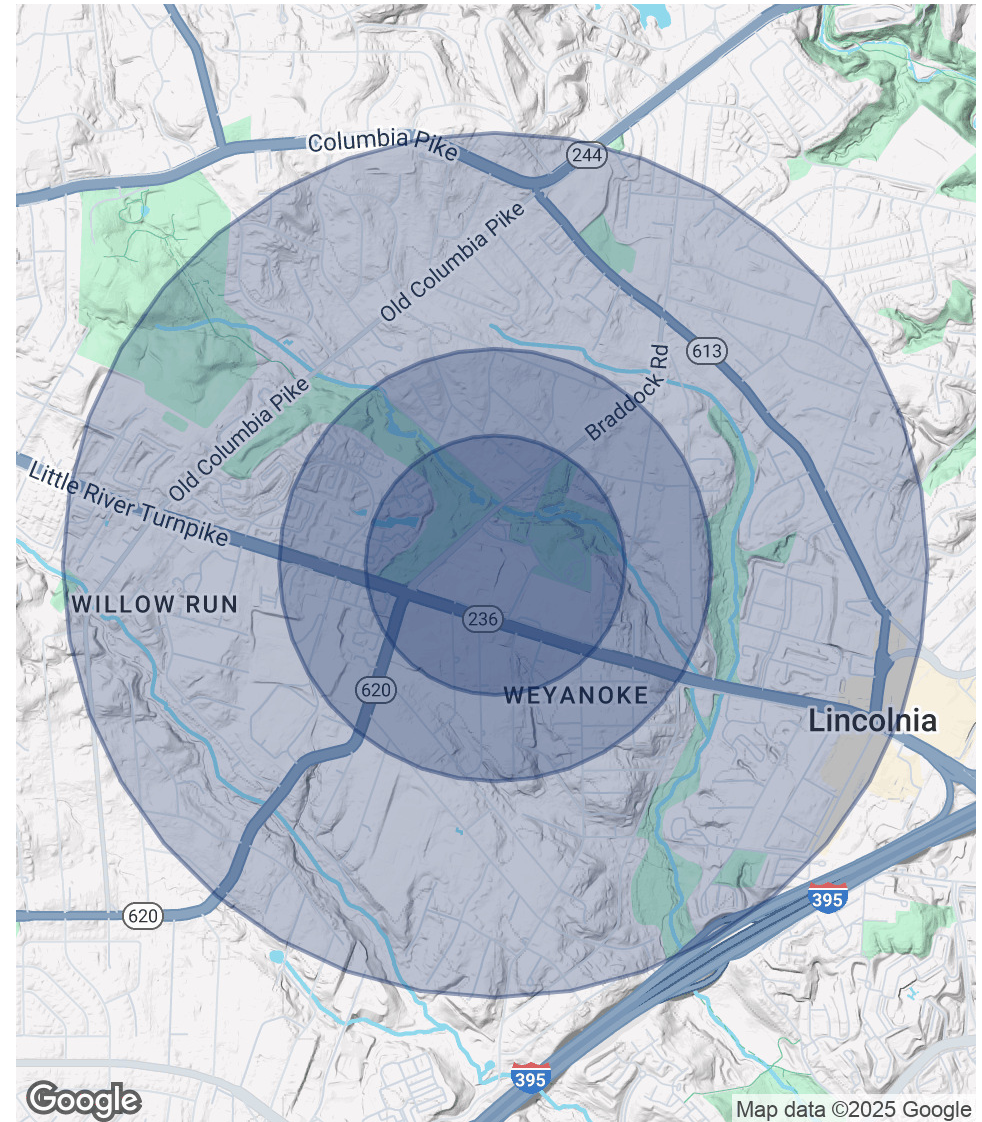 Columbia Pike
244
Old Columbia Pike
613
Braddock Rd
Old Columbia Pike
Little River Turnpike
WILLOW RUN
236
620
WEYANOKE
Lincolnia
395
620
395
Google
Map data ©2025 Google